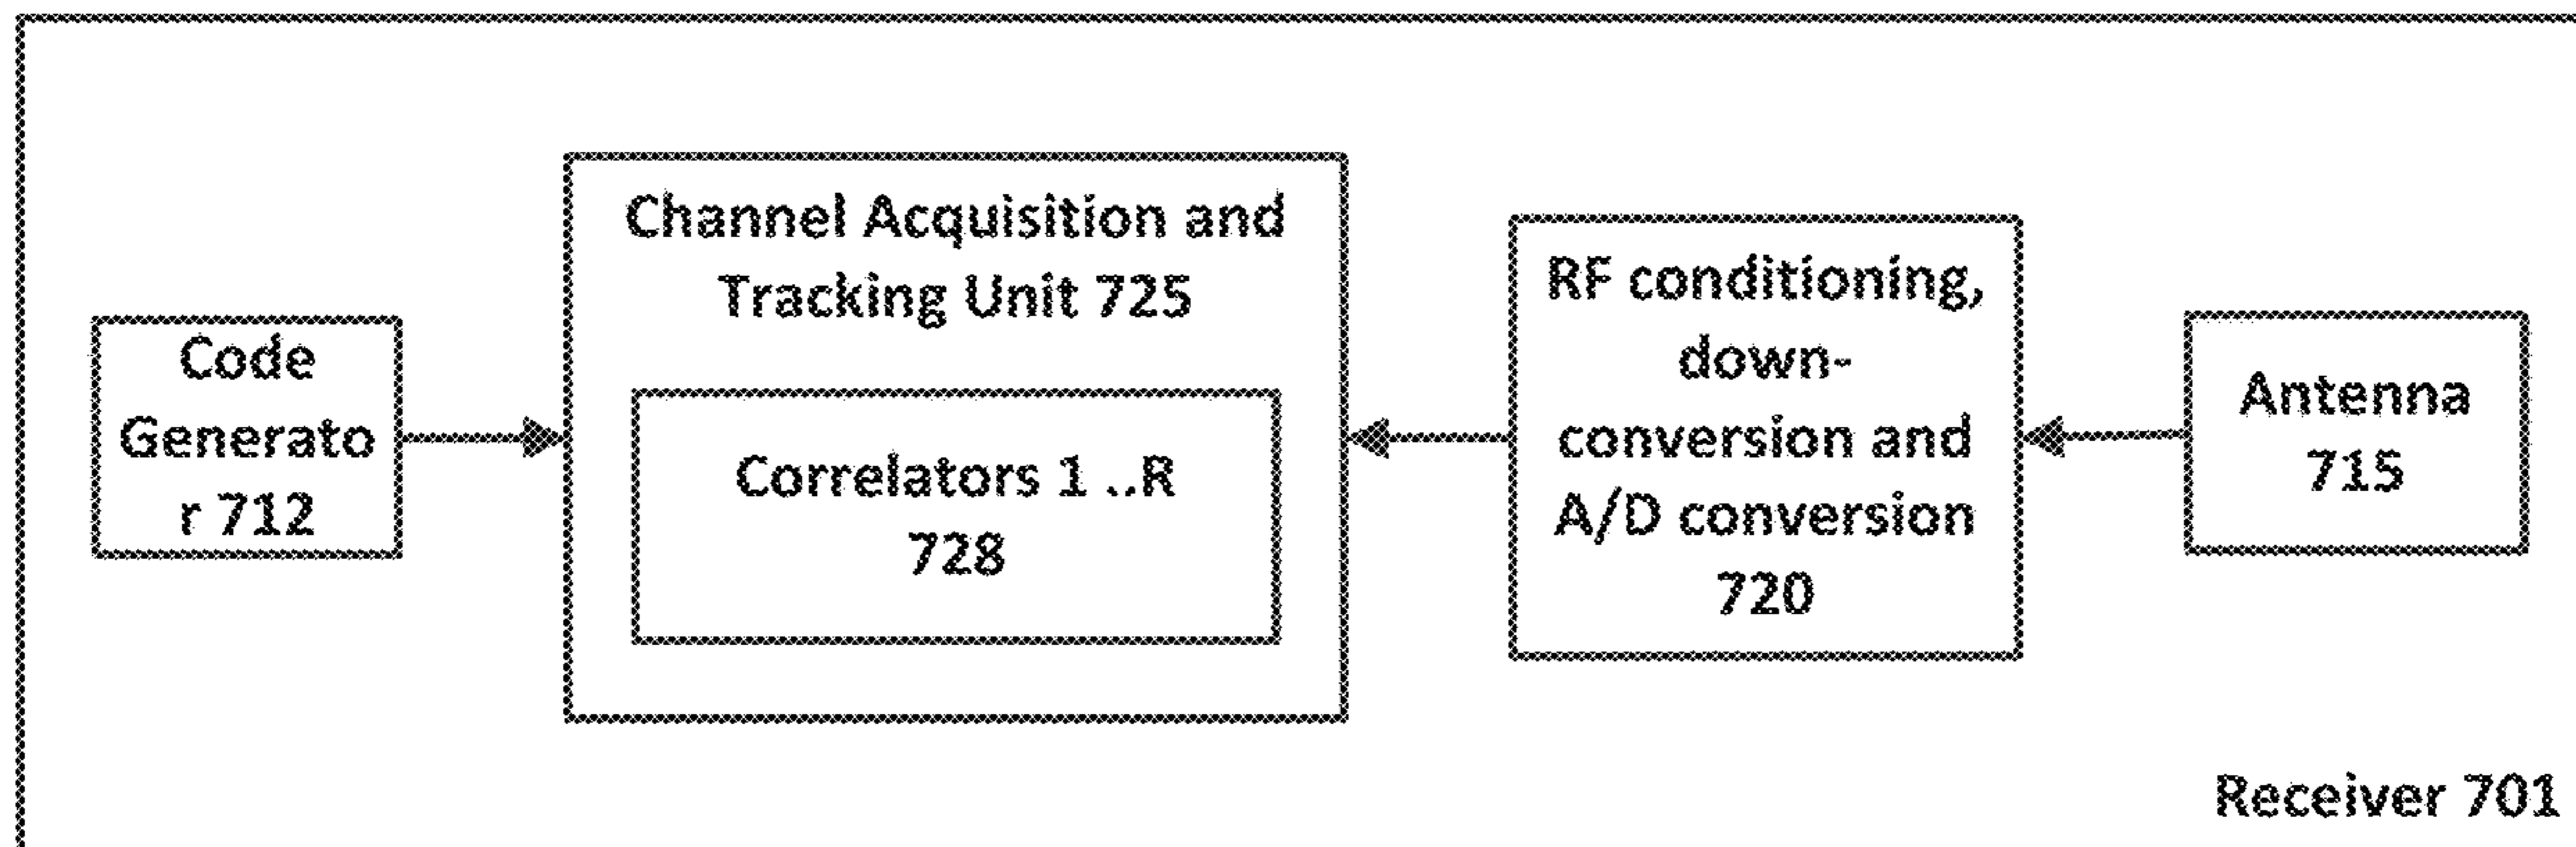 Code
Generato
r 712
Channel Acquisition and
Tracking Unit 725
Correlators 1 ..R
728
RF conditioning,
down-
conversion and
A/D conversion
720
Antenna
715
Receiver 701